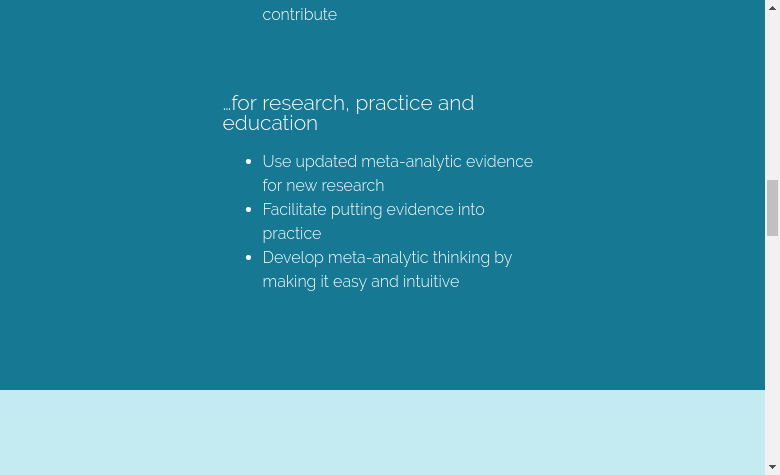 contribute
…for research, practice and
education
Use updated meta-analytic evidence
for new research
Facilitate putting evidence into
practice
Develop meta-analytic thinking by
making it easy and intuitive